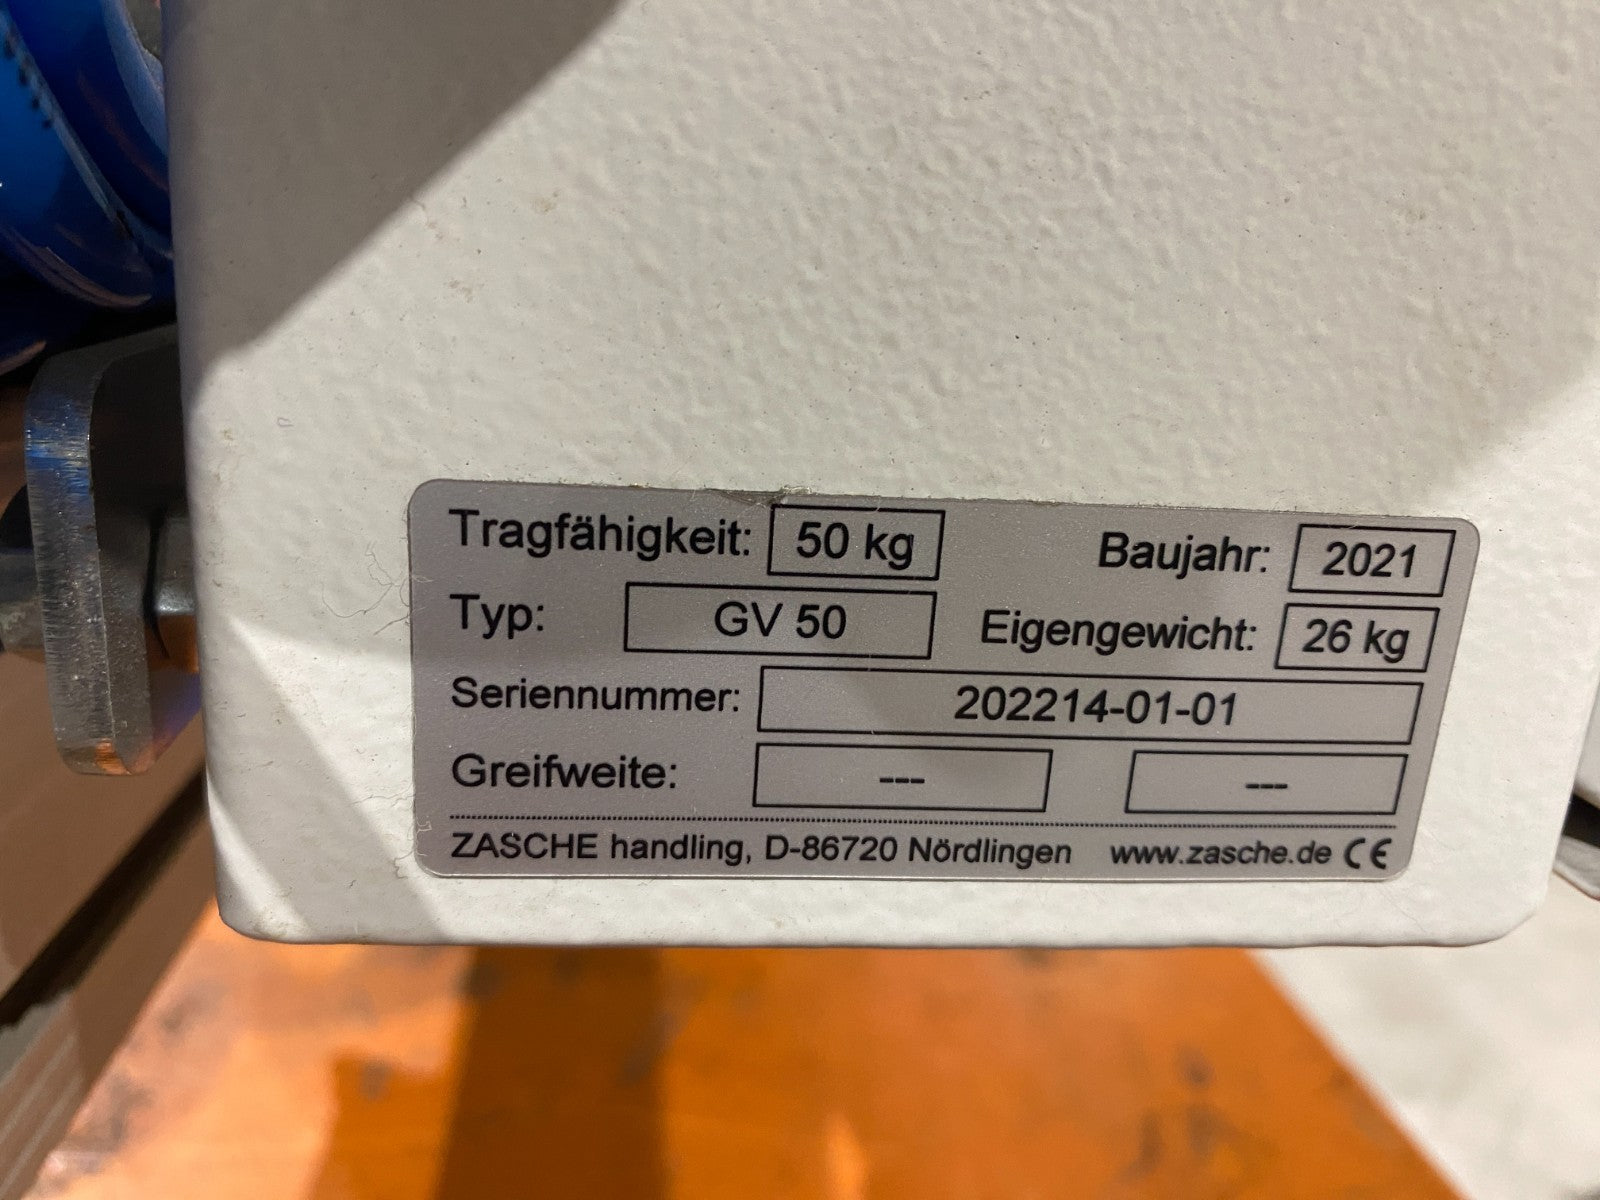 Tragfähigkeit: 50 kg Baujahr: 2021
Typ: GV 50 Eigengewicht: 26 kg
Seriennummer: 202214-01-01
Greifweite: --- ---
ZASCHE handling, D-86720 Nördlingen www.zasche.de CE